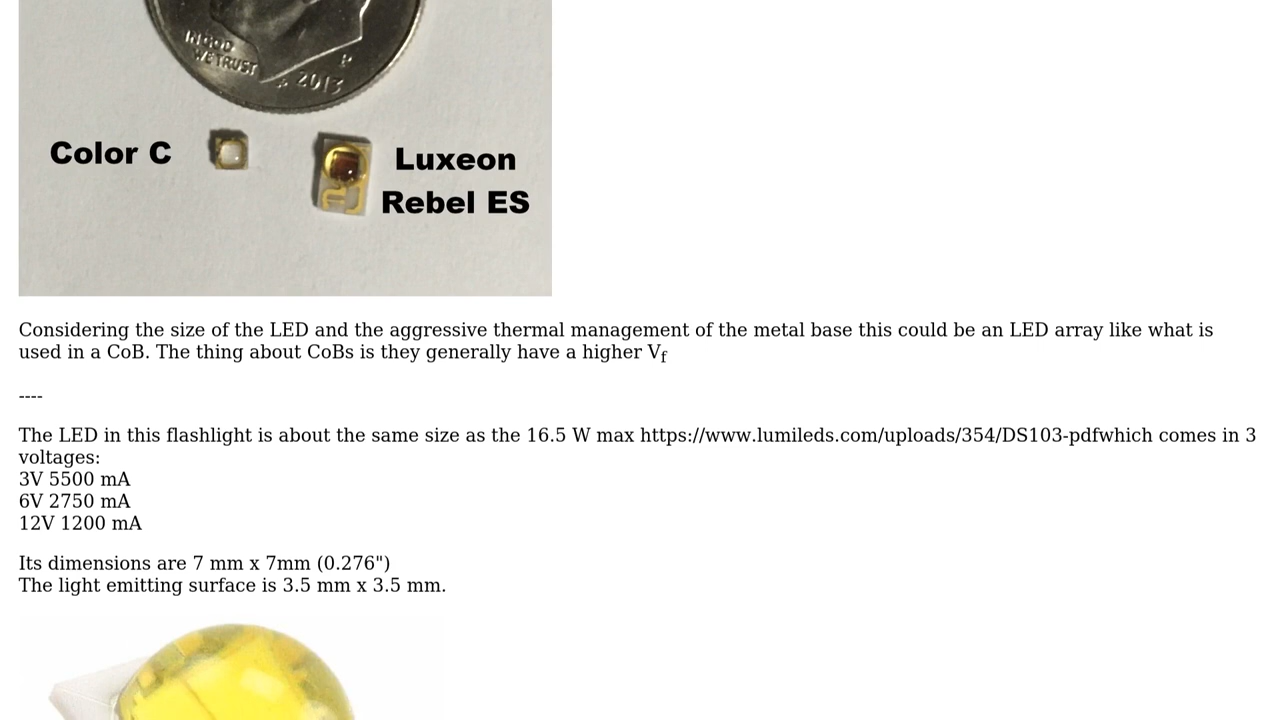 IN GOD
WE TRUST
P
2013
Color C
Luxeon
Rebel ES
Considering the size of the LED and the aggressive thermal management of the metal base this could be an LED array like what is
used in a CoB. The thing about CoBs is they generally have a higher Vf
----
The LED in this flashlight is about the same size as the 16.5 W max https://www.lumileds.com/uploads/354/DS103-pdfwhich comes in 3
voltages:
3V 5500 mA
6V 2750 mA
12V 1200 mA
Its dimensions are 7 mm x 7mm (0.276")
The light emitting surface is 3.5 mm x 3.5 mm.